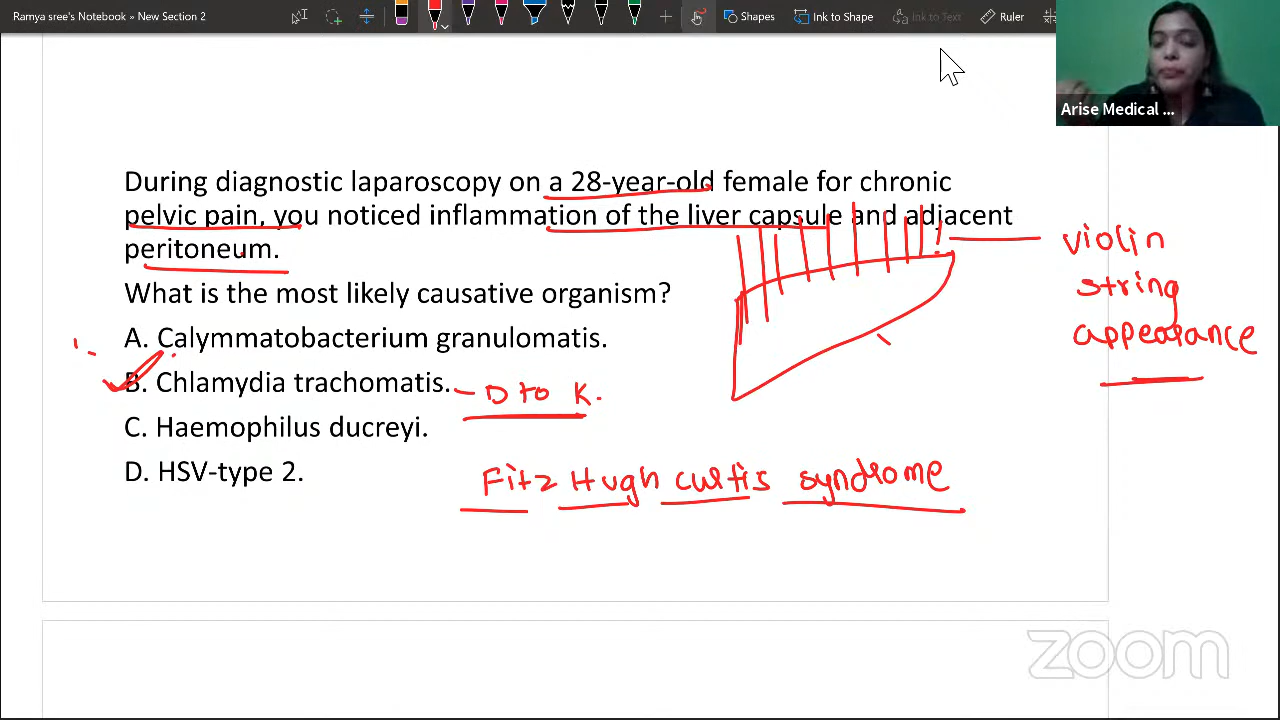 Ramya sree's Notebook » New Section 2
Shapes
Ink to Shape
Ink to Text
Ruler
Arise Medical ...
During diagnostic laparoscopy on a 28-year-old female for chronic
pelvic pain, you noticed inflammation of the liver capsule and adjacent
peritoneum.
violin
string
appearance
What is the most likely causative organism?
A. Calymmatobacterium granulomatis.
B. Chlamydia trachomatis. - D to K.
C. Haemophilus ducreyi.
D. HSV-type 2.
Fitz Hugh curtis syndrome
zoom